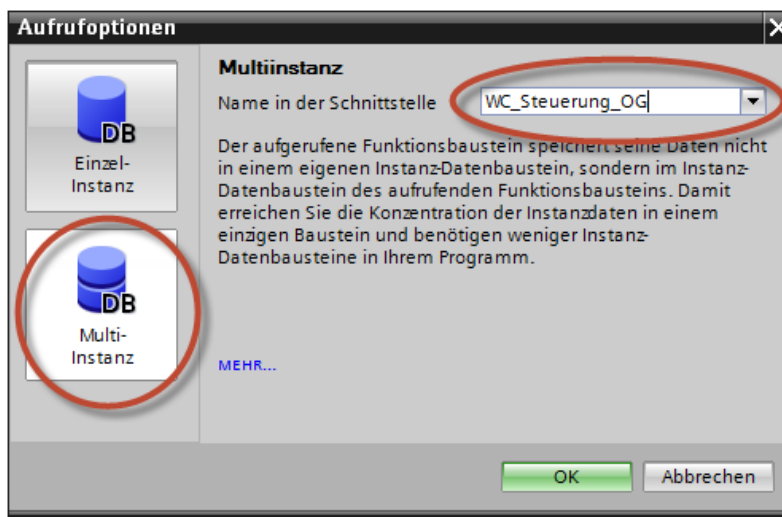 Aufrufoptionen
DB
Einzel-
Instanz
DB
Multi-
Instanz
Multiinstanz
Name in der Schnittstelle WC_Steuerung_OG
Der aufgerufene Funktionsbaustein speichert seine Daten nicht
in einem eigenen Instanz-Datenbaustein, sondern im Instanz-
Datenbaustein des aufrufenden Funktionsbausteins. Damit
erreichen Sie die Konzentration der Instanzdaten in einem
einzigen Baustein und benötigen weniger Instanz-
Datenbausteine in Ihrem Programm.
MEHR...
OK Abbrechen